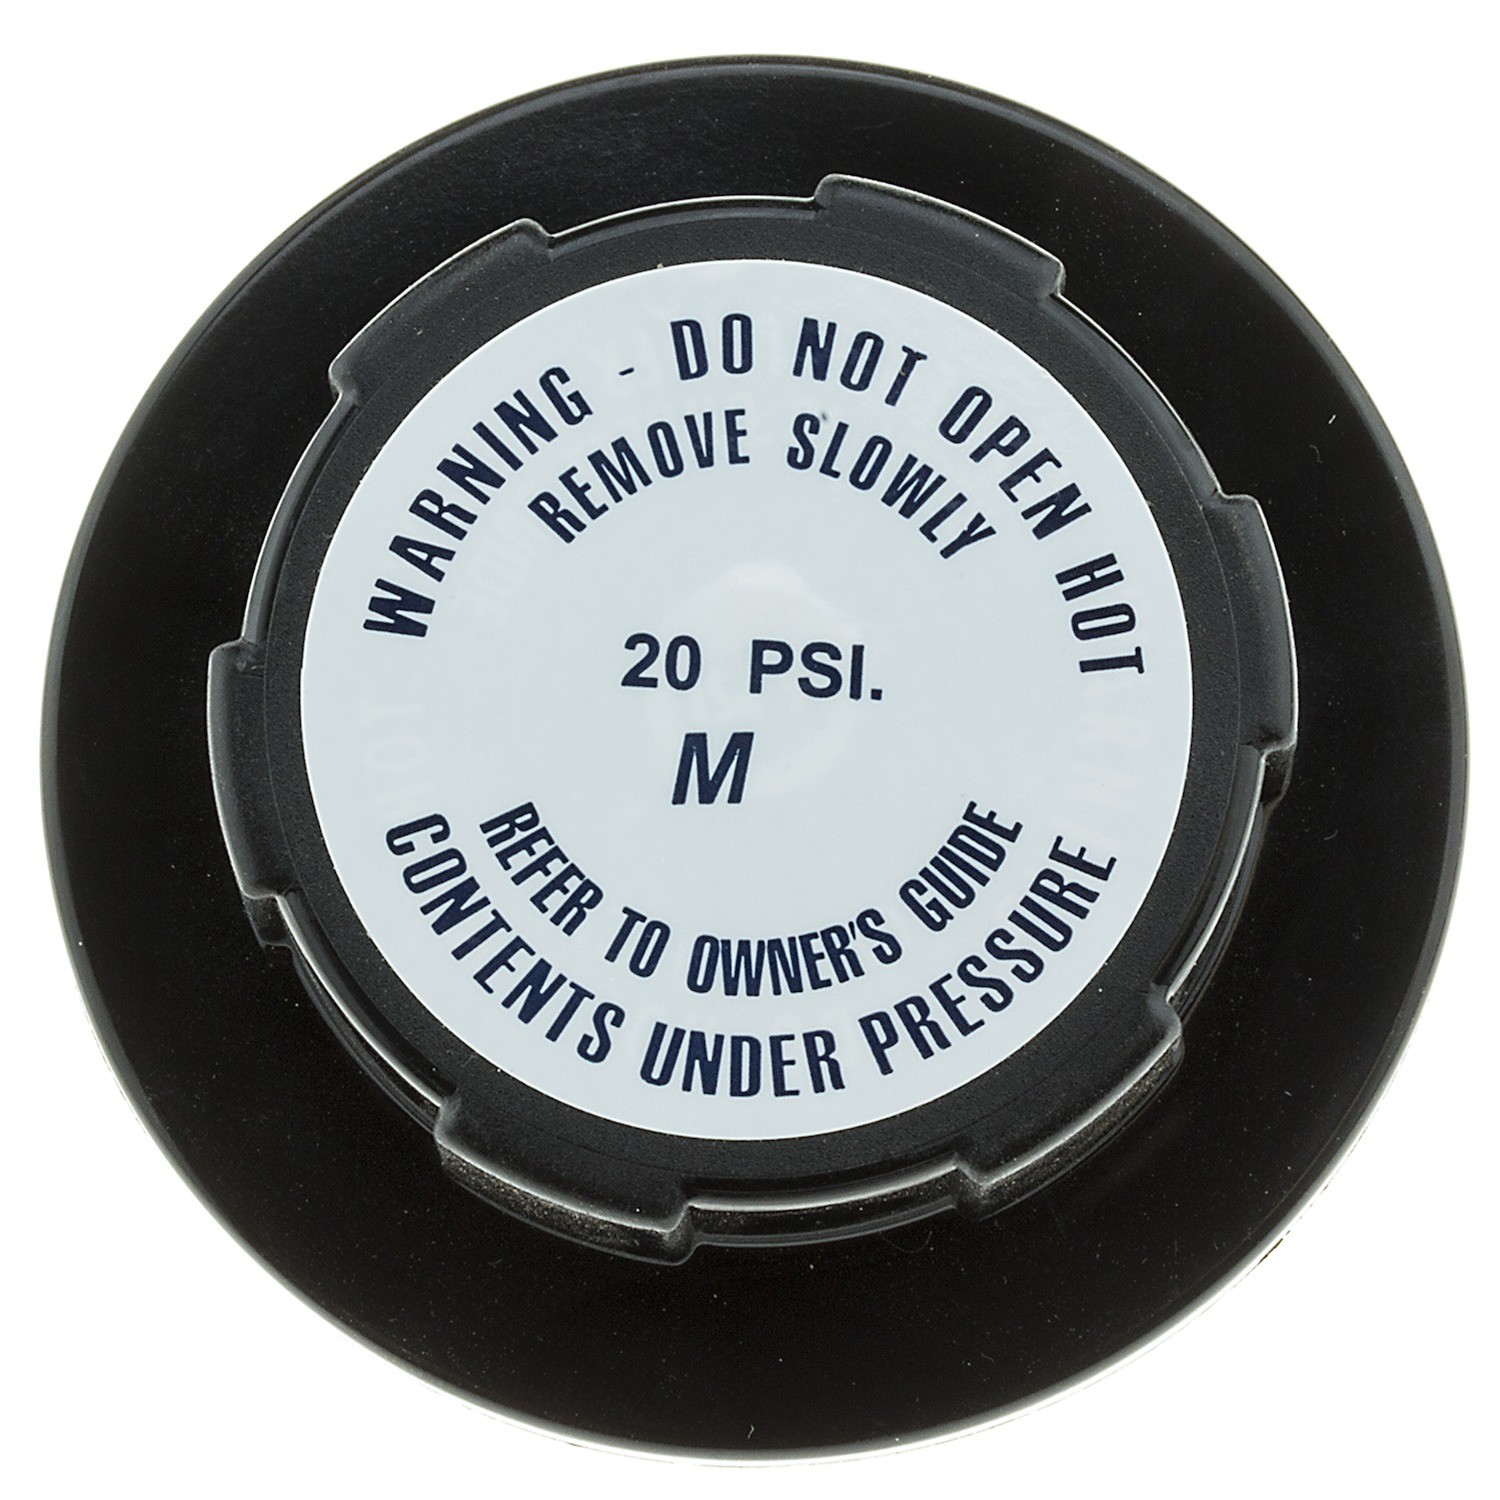 WARNING - DO NOT OPEN HOT
REMOVE SLOWLY
20 PSI.
M
REFER TO OWNER'S GUIDE
CONTENTS UNDER PRESSURE